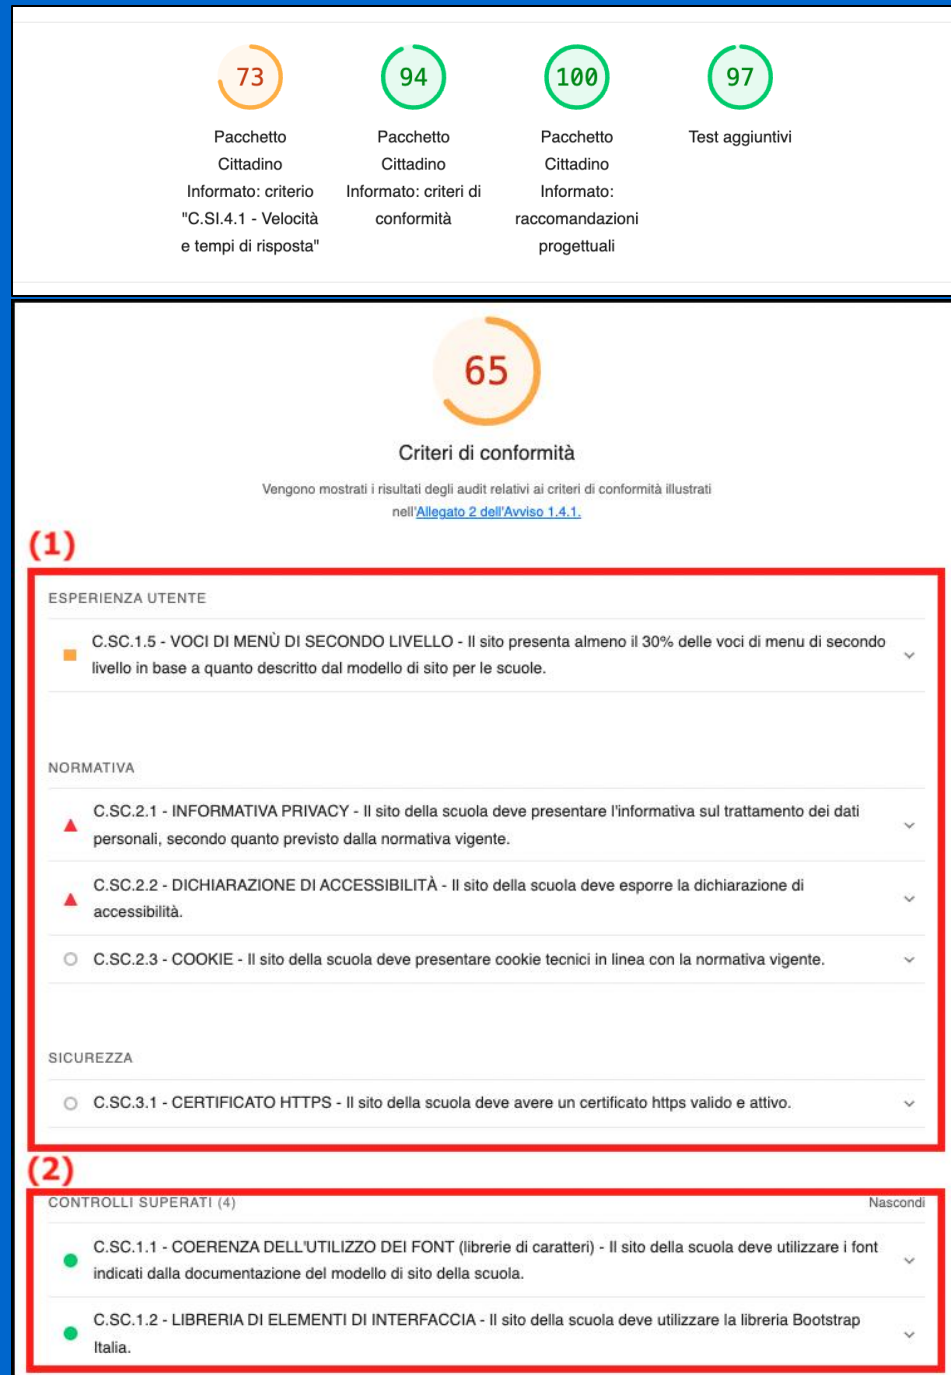 73
94
100
97
Pacchetto
Cittadino
Informato: criterio
"C.SI.4.1 - Velocità
e tempi di risposta"
Pacchetto
Cittadino
Informato: criteri di
conformità
Pacchetto
Cittadino
Informato:
raccomandazioni
progettuali
Test aggiuntivi
65
Criteri di conformità
Vengono mostrati i risultati degli audit relativi ai criteri di conformità illustrati
nell'Allegato 2 dell'Avviso 1.4.1.
(1)
ESPERIENZA UTENTE
C.SC.1.5 - VOCI DI MENÙ DI SECONDO LIVELLO - Il sito presenta almeno il 30% delle voci di menu di secondo
livello in base a quanto descritto dal modello di sito per le scuole.
NORMATIVA
C.SC.2.1 - INFORMATIVA PRIVACY - Il sito della scuola deve presentare l'informativa sul trattamento dei dati
personali, secondo quanto previsto dalla normativa vigente.
C.SC.2.2 - DICHIARAZIONE DI ACCESSIBILITÀ - Il sito della scuola deve esporre la dichiarazione di
accessibilità.
C.SC.2.3 - COOKIE - Il sito della scuola deve presentare cookie tecnici in linea con la normativa vigente.
SICUREZZA
C.SC.3.1 - CERTIFICATO HTTPS - Il sito della scuola deve avere un certificato https valido e attivo.
(2)
CONTROLLI SUPERATI (4)
Nascondi
C.SC.1.1 - COERENZA DELL'UTILIZZO DEI FONT (librerie di caratteri) - Il sito della scuola deve utilizzare i font
indicati dalla documentazione del modello di sito della scuola.
C.SC.1.2 - LIBRERIA DI ELEMENTI DI INTERFACCIA - Il sito della scuola deve utilizzare la libreria Bootstrap
Italia.